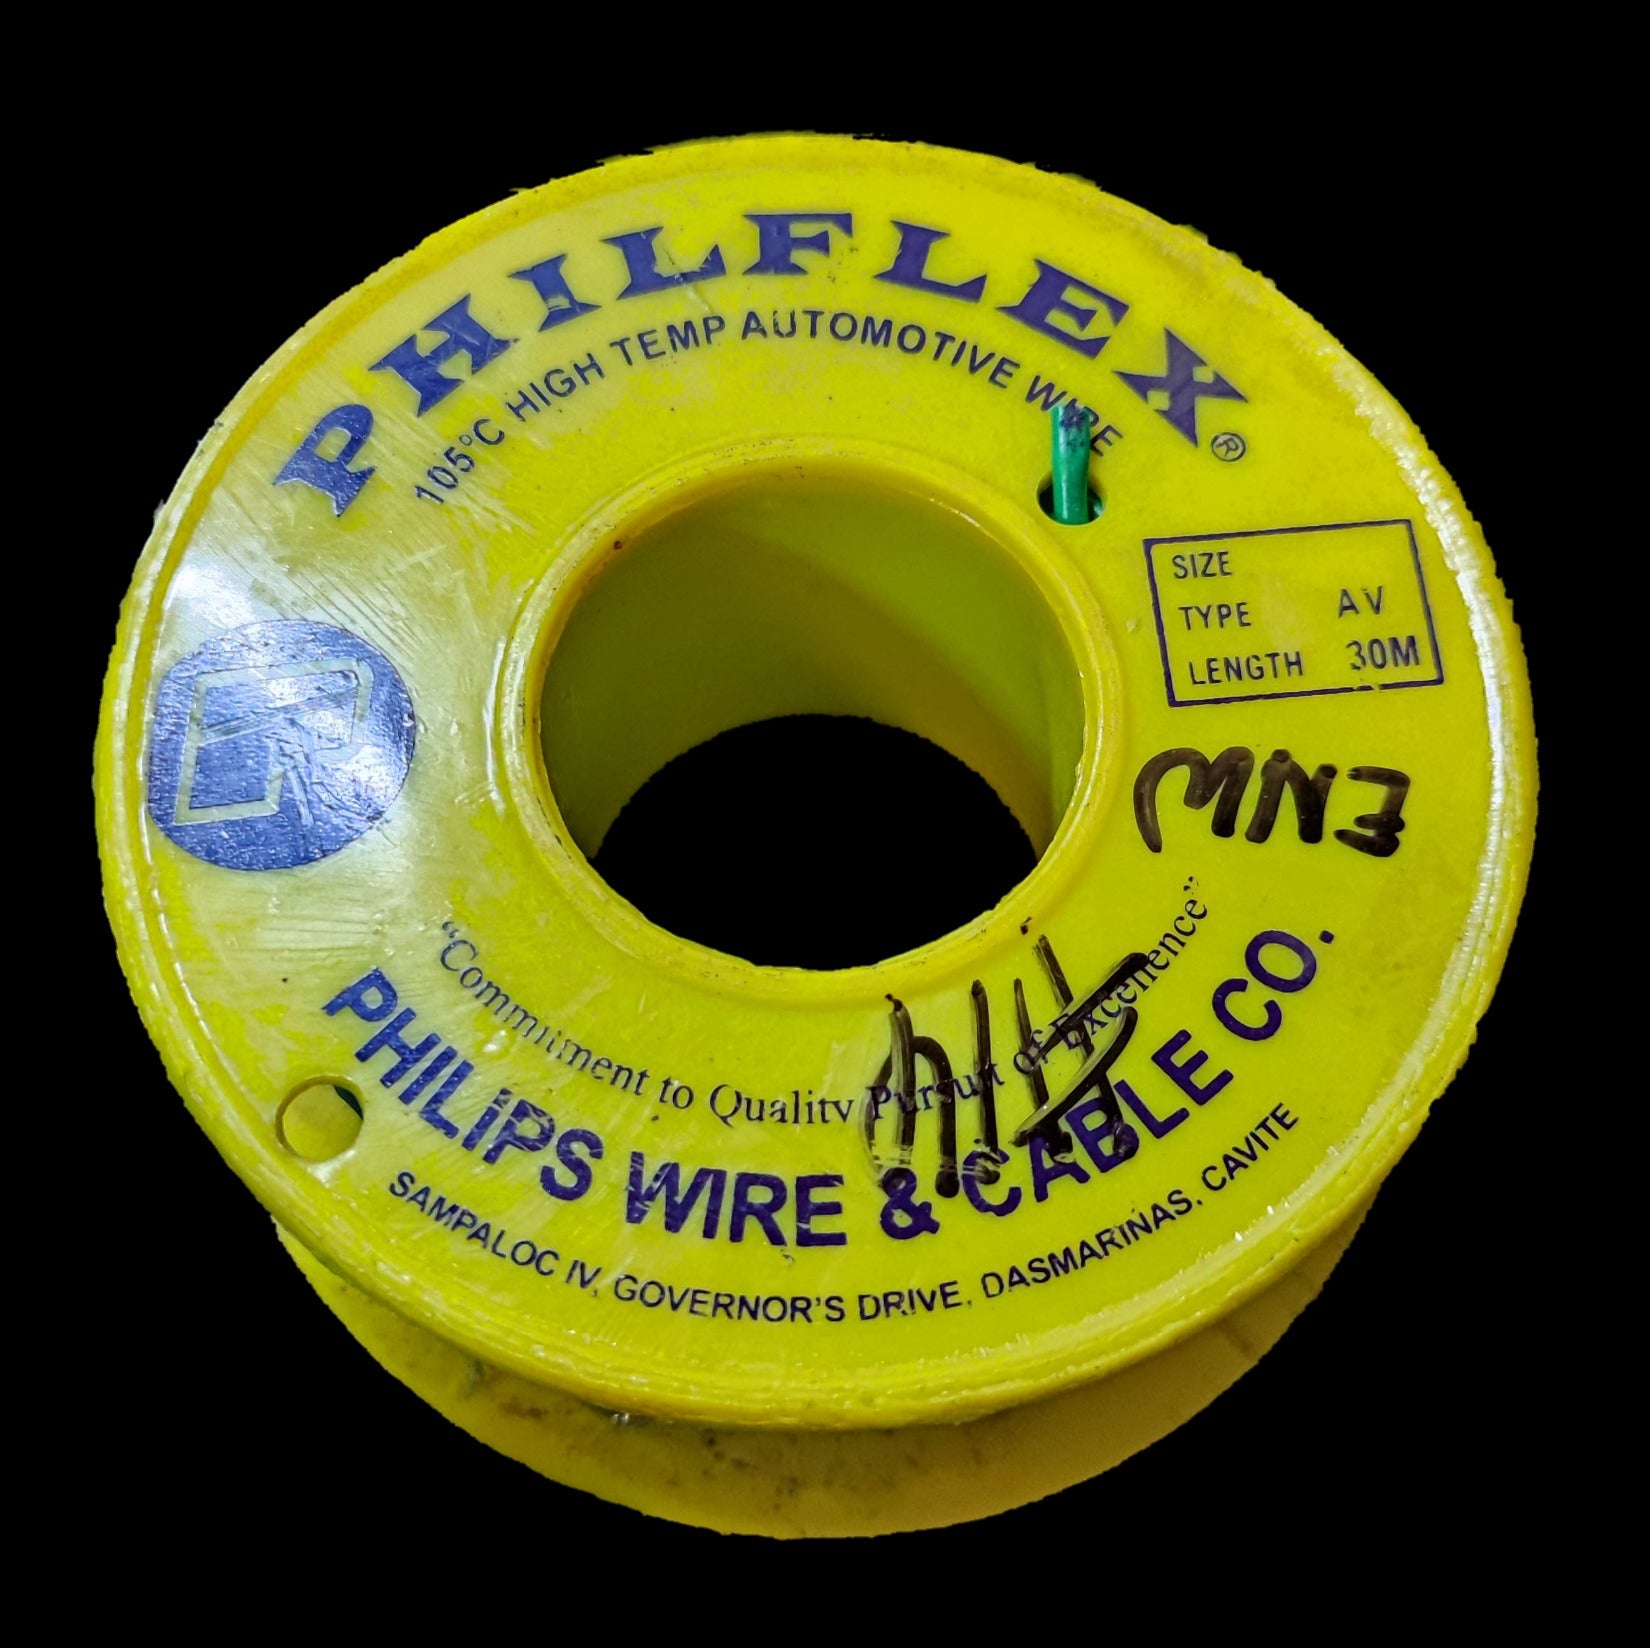 PHILFLEX®
105°C HIGH TEMP AUTOMOTIVE WIRE
SIZE
TYPE AV
LENGTH 30M
"Commitment to Quality Pursuit of Excellence"
PHILIPS WIRE & CABLE CO.
SAMPALOC IV, GOVERNOR'S DRIVE, DASMARINAS, CAVITE